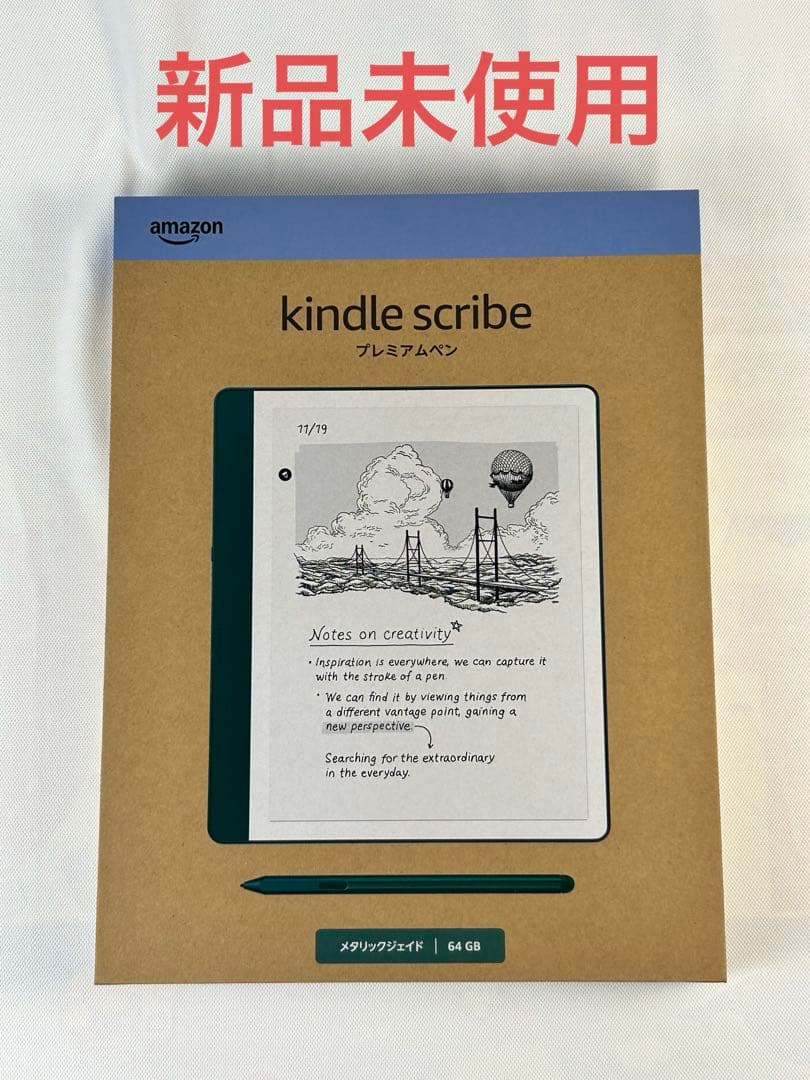 新品未使用
amazon
kindle scribe
プレミアムペン
11/19
Notes on creativity
• Inspiration is everywhere, we can capture it
with the stroke of a pen.
• We can find it by viewing things from
a different vantage point, gaining a
new perspective.
Searching for the extraordinary
in the everyday.
メタリックジェイド | 64 GB